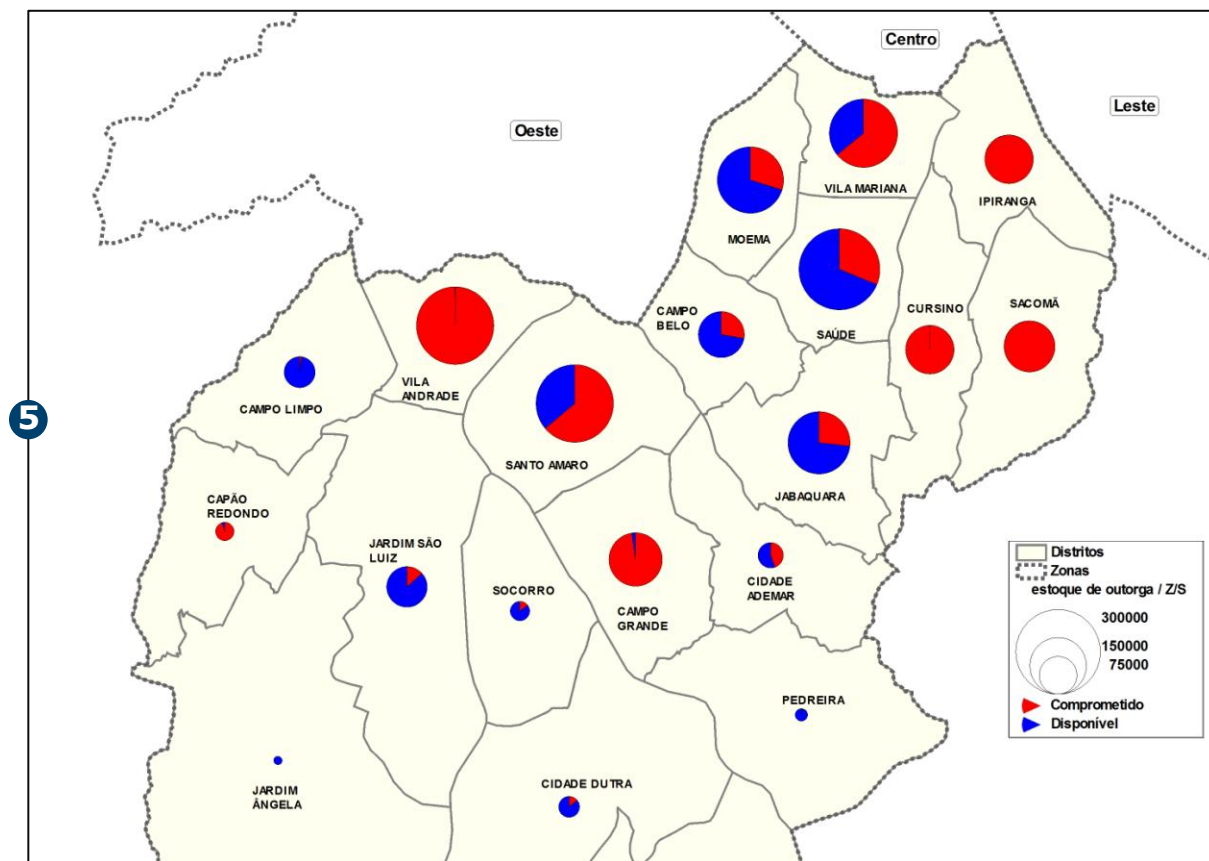 Centro
Leste
Oeste
VILA MARIANA
IPIRANGA
MOEMA
CAMPO
BELO
SAÚDE
CURSINO
SACOMÃ
VILA
ANDRADE
CAMPO LIMPO
5
SANTO AMARO
JABAQUARA
CAPÃO
REDONDO
JARDIM SÃO
LUIZ
SOCORRO
CAMPO
GRANDE
CIDADE
ADEMAR
PEDREIRA
JARDIM
ÂNGELA
CIDADE DUTRA
Distritos
Zonas
estoque de outorga / Z/S
300000
150000
75000
Comprometido
Disponível